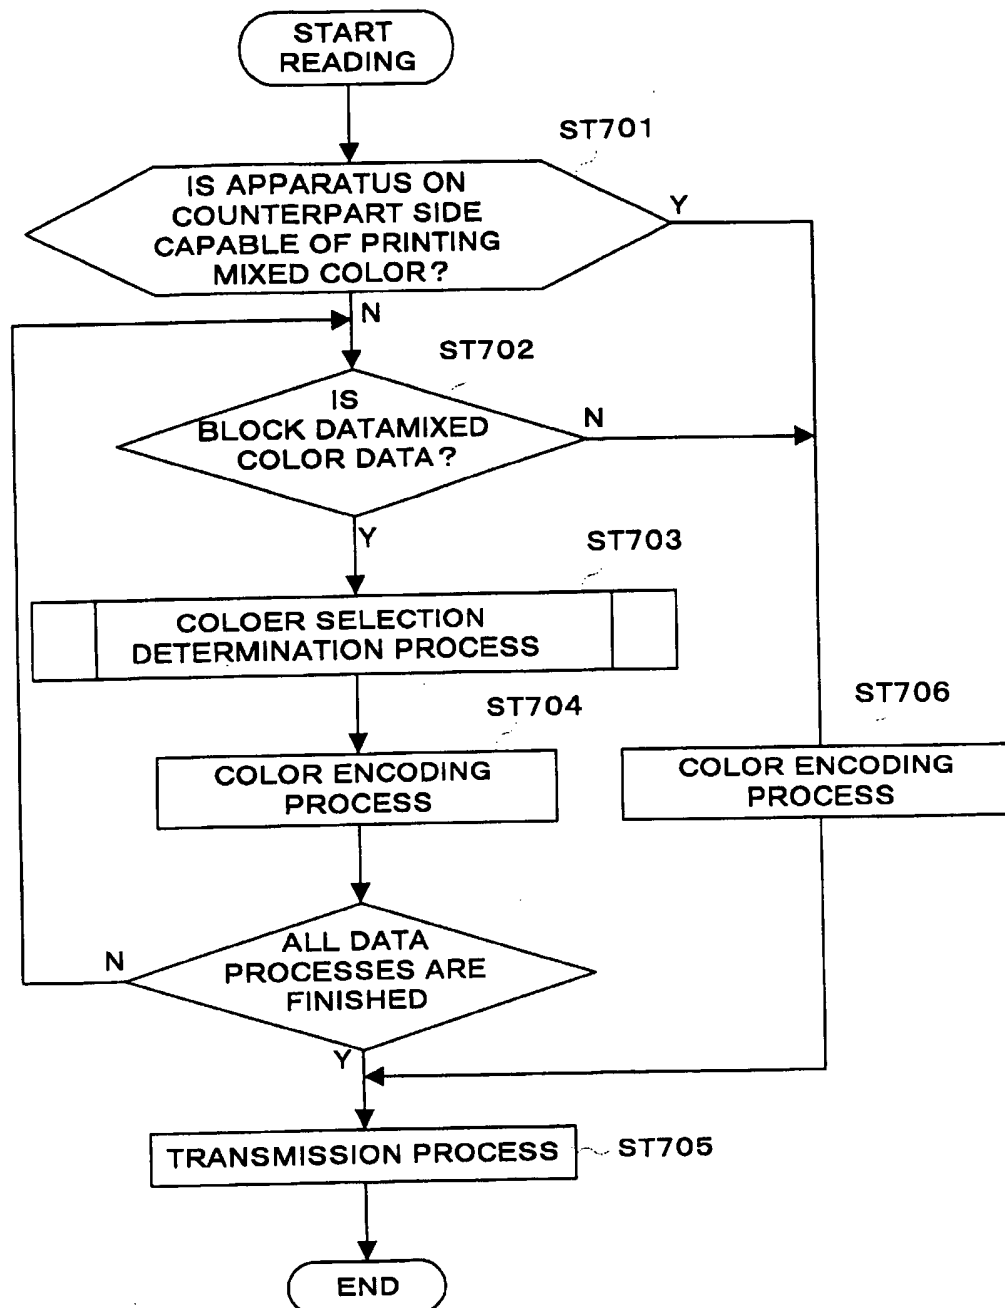 START
READING
ST701
IS APPARATUS ON
COUNTERPART SIDE
CAPABLE OF PRINTING
MIXED COLOR?
Y
N
ST702
IS
BLOCK DATAMIXED
COLOR DATA?
N
Y
ST703
COLOER SELECTION
DETERMINATION PROCESS
ST704
COLOR ENCODING
PROCESS
ST706
COLOR ENCODING
PROCESS
ALL DATA
PROCESSES ARE
FINISHED
N
Y
TRANSMISSION PROCESS
ST705
END